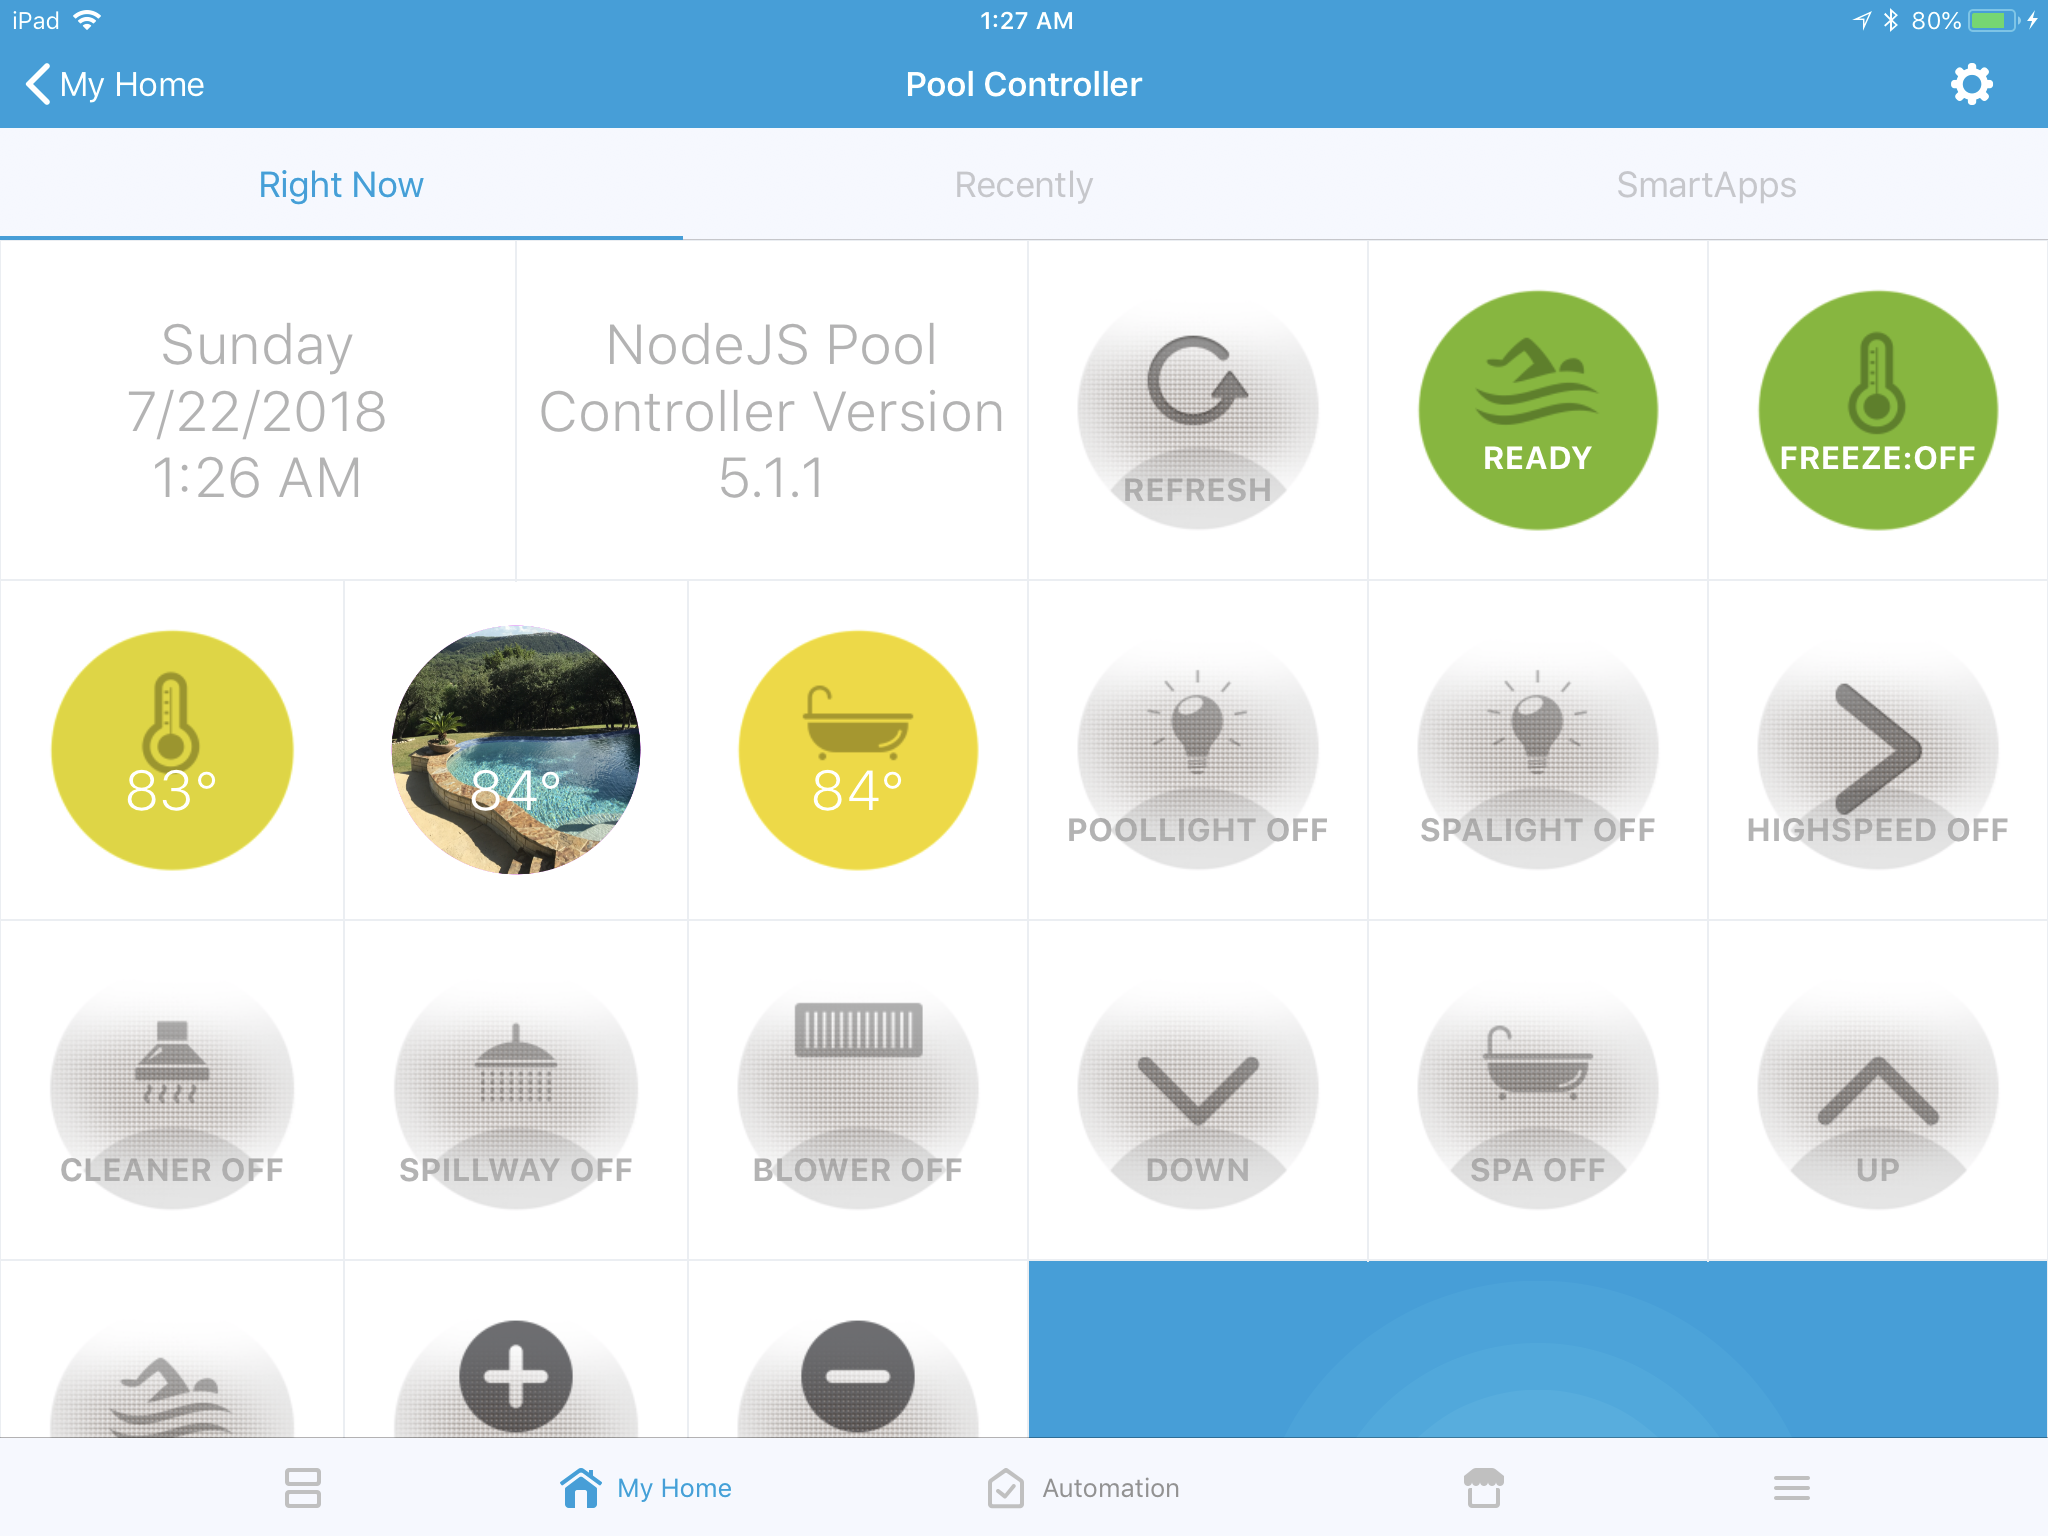 iPad
1:27 AM
80%
My Home
Pool Controller
Right Now
Recently
SmartApps
Sunday
7/22/2018
1:26 AM
NodeJS Pool
Controller Version
5.1.1
REFRESH
READY
FREEZE:OFF
83°
84°
84°
POOLLIGHT OFF
SPALIGHT OFF
HIGHSPEED OFF
CLEANER OFF
SPILLWAY OFF
BLOWER OFF
DOWN
SPA OFF
UP
My Home
Automation